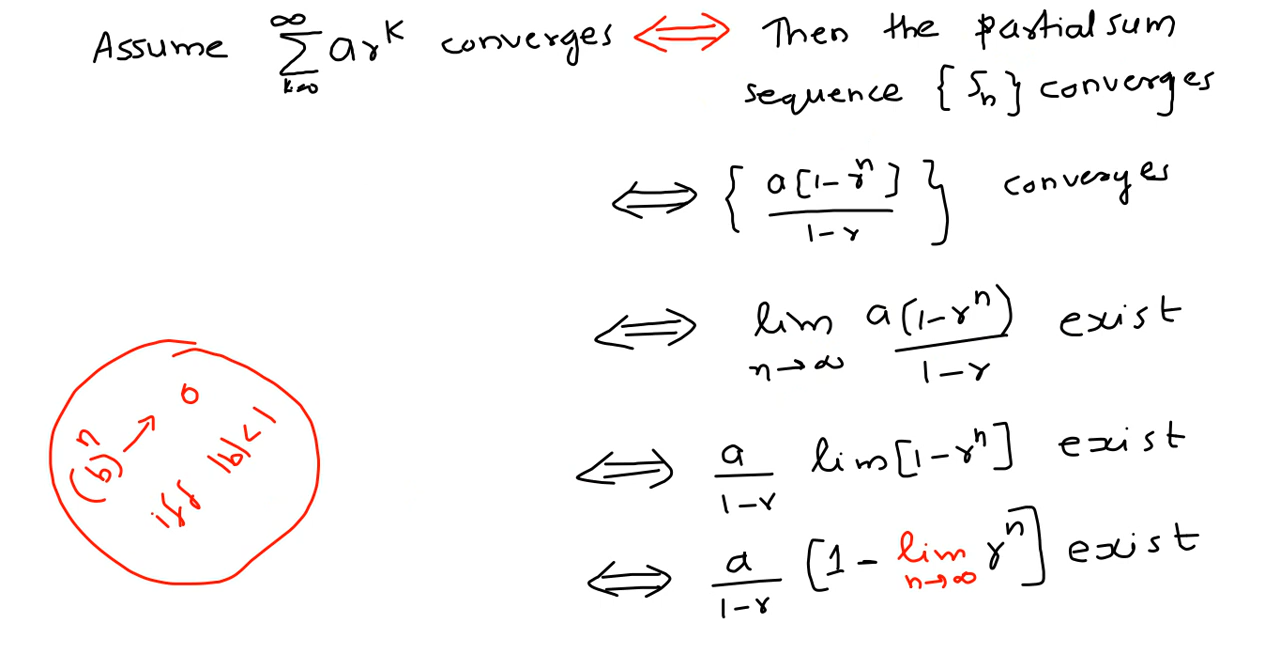 Assume ∑_{k=0}^{∞} ar^k converges ⟺ Then the partial sum
sequence {S_n} converges
⟺ { a[1-r^n] / 1-r } converges
⟺ lim_{n→∞} a(1-r^n) / 1-r exist
⟺ a / 1-r lim[1-r^n] exist
⟺ a / 1-r [1 - lim_{n→∞} r^n] exist
(b)^n → 0
iff |b|<1